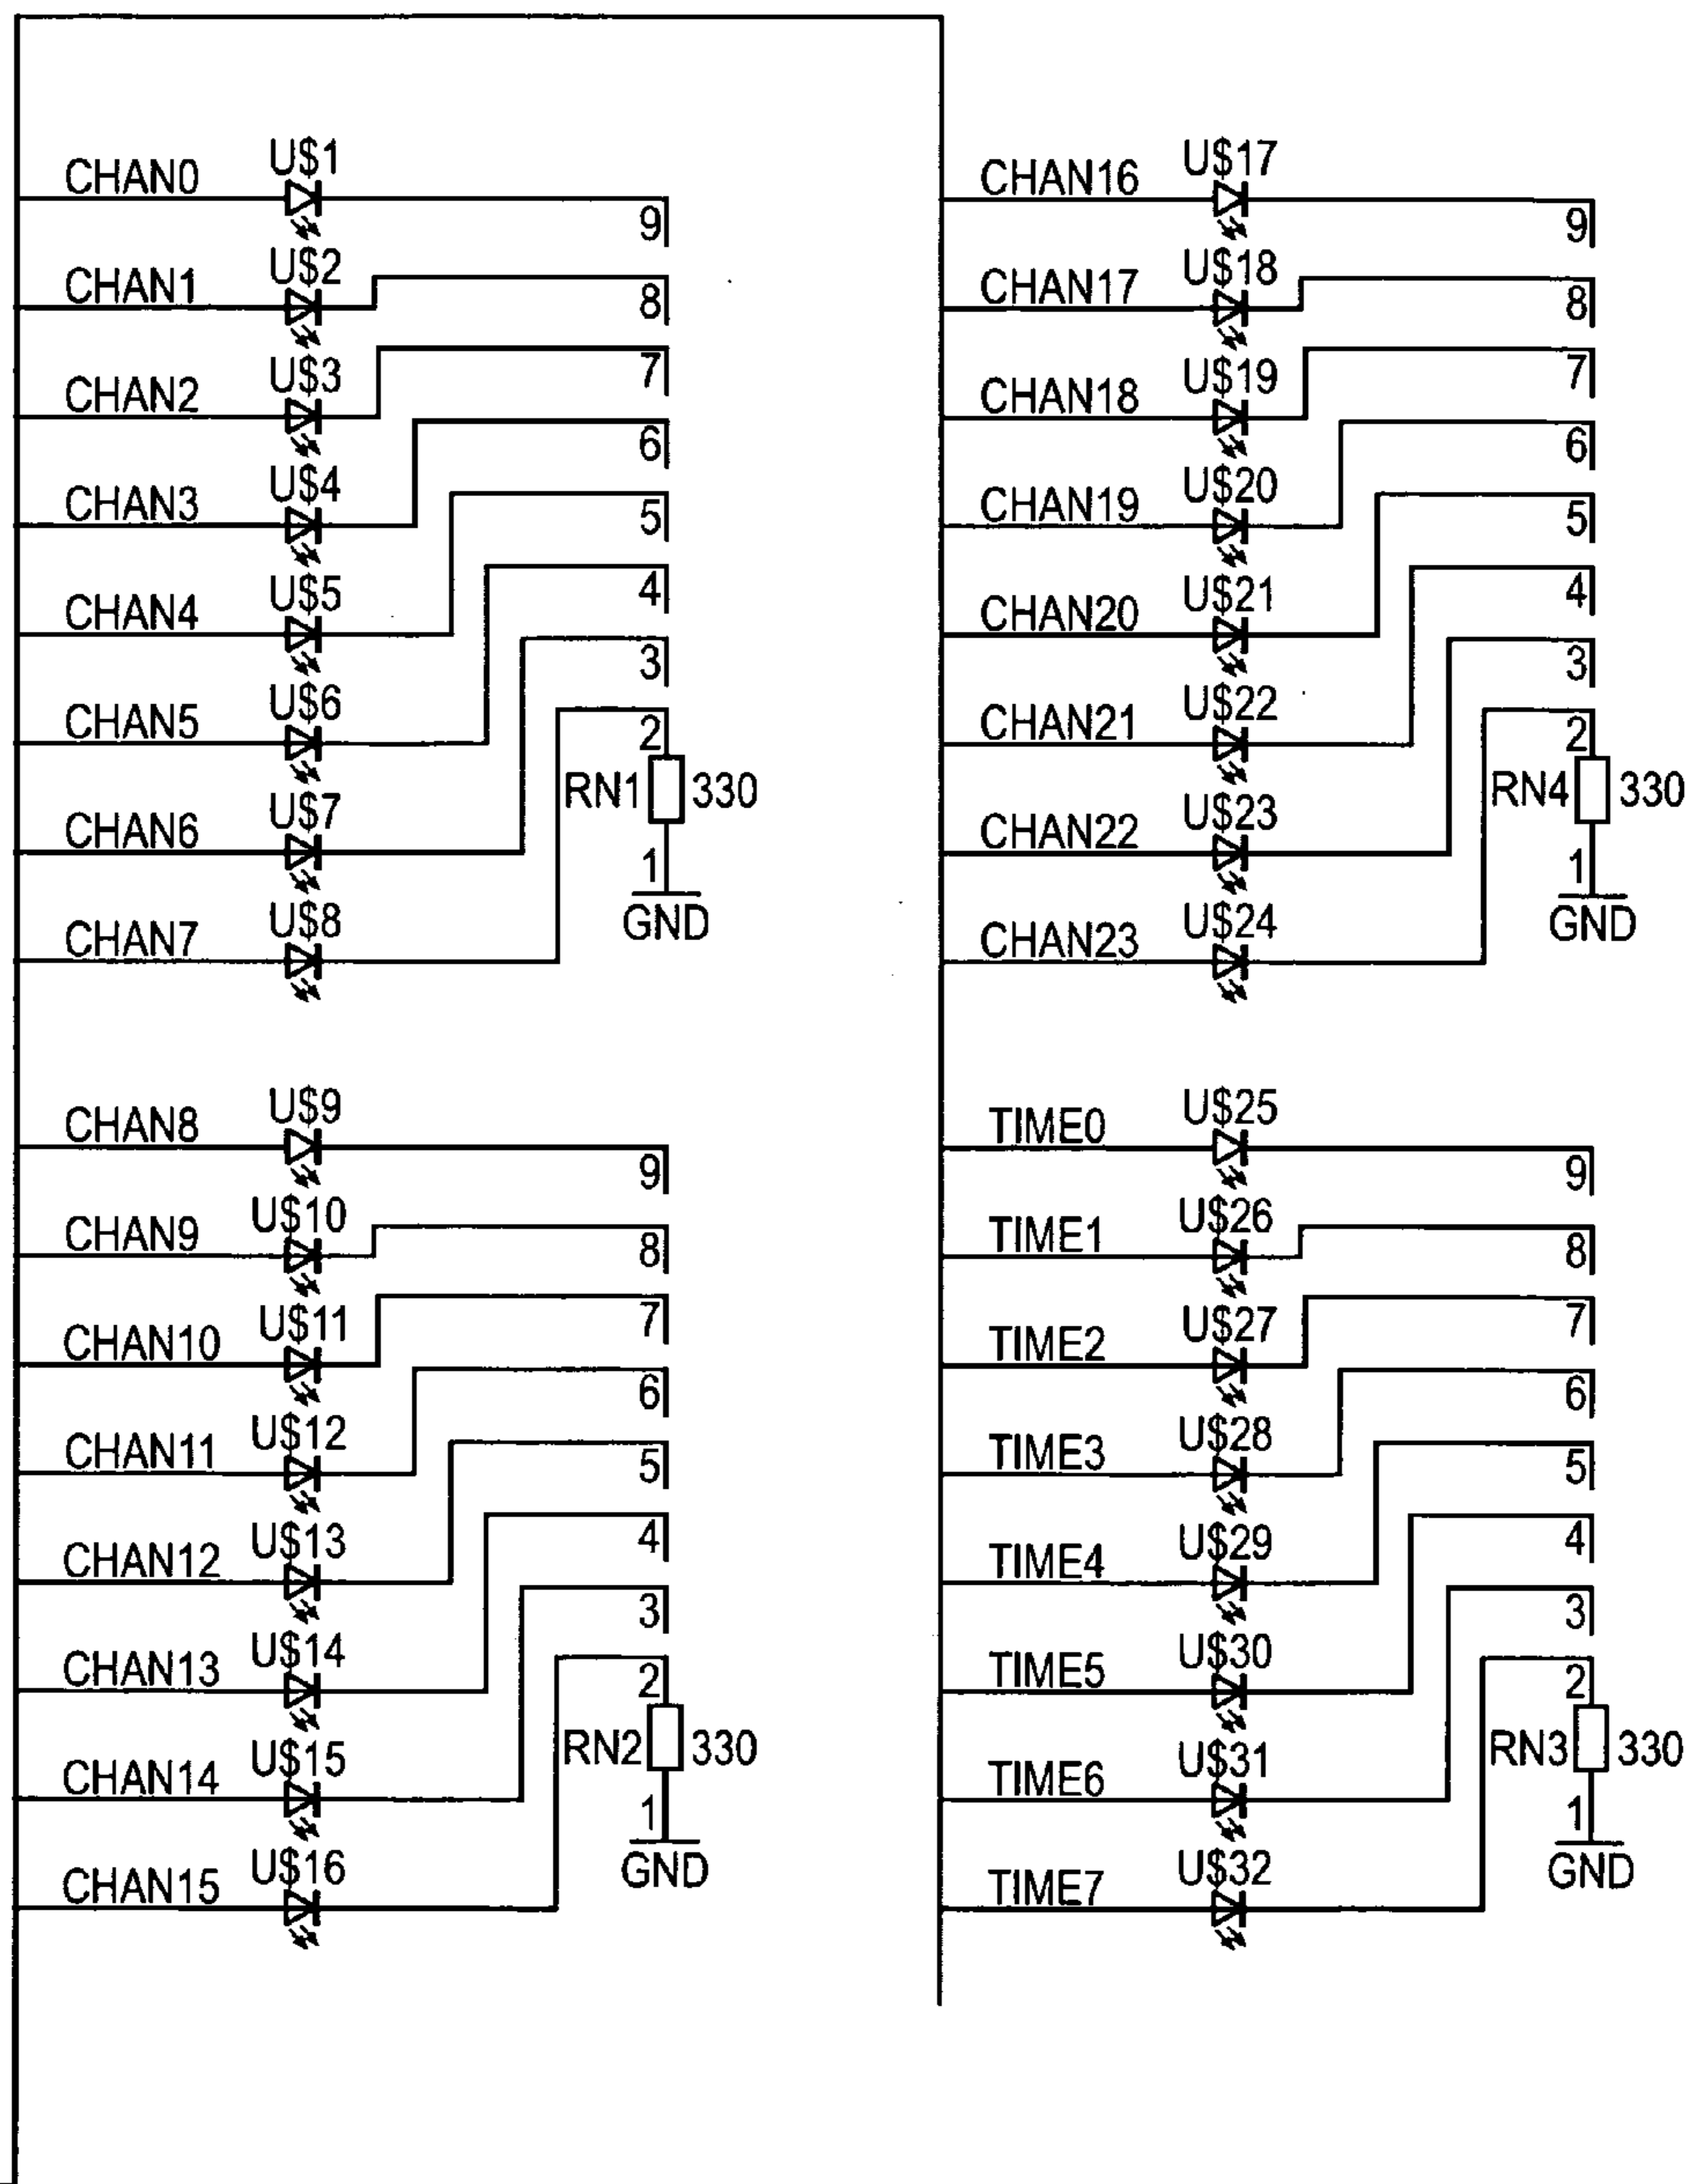 U$1
CHAN0
9
U$2
CHAN1
8
U$3
CHAN2
7
U$4
CHAN3
6
U$5
CHAN4
5
U$6
CHAN5
4
U$7
CHAN6
3
U$8
CHAN7
2
RN1 330
1
GND
U$9
CHAN8
9
U$10
CHAN9
8
U$11
CHAN10
7
U$12
CHAN11
6
U$13
CHAN12
5
U$14
CHAN13
4
U$15
CHAN14
3
U$16
CHAN15
2
RN2 330
1
GND
U$17
CHAN16
9
U$18
CHAN17
8
U$19
CHAN18
7
U$20
CHAN19
6
U$21
CHAN20
5
U$22
CHAN21
4
U$23
CHAN22
3
U$24
CHAN23
2
RN4 330
1
GND
U$25
TIME0
9
U$26
TIME1
8
U$27
TIME2
7
U$28
TIME3
6
U$29
TIME4
5
U$30
TIME5
4
U$31
TIME6
3
U$32
TIME7
2
RN3 330
1
GND